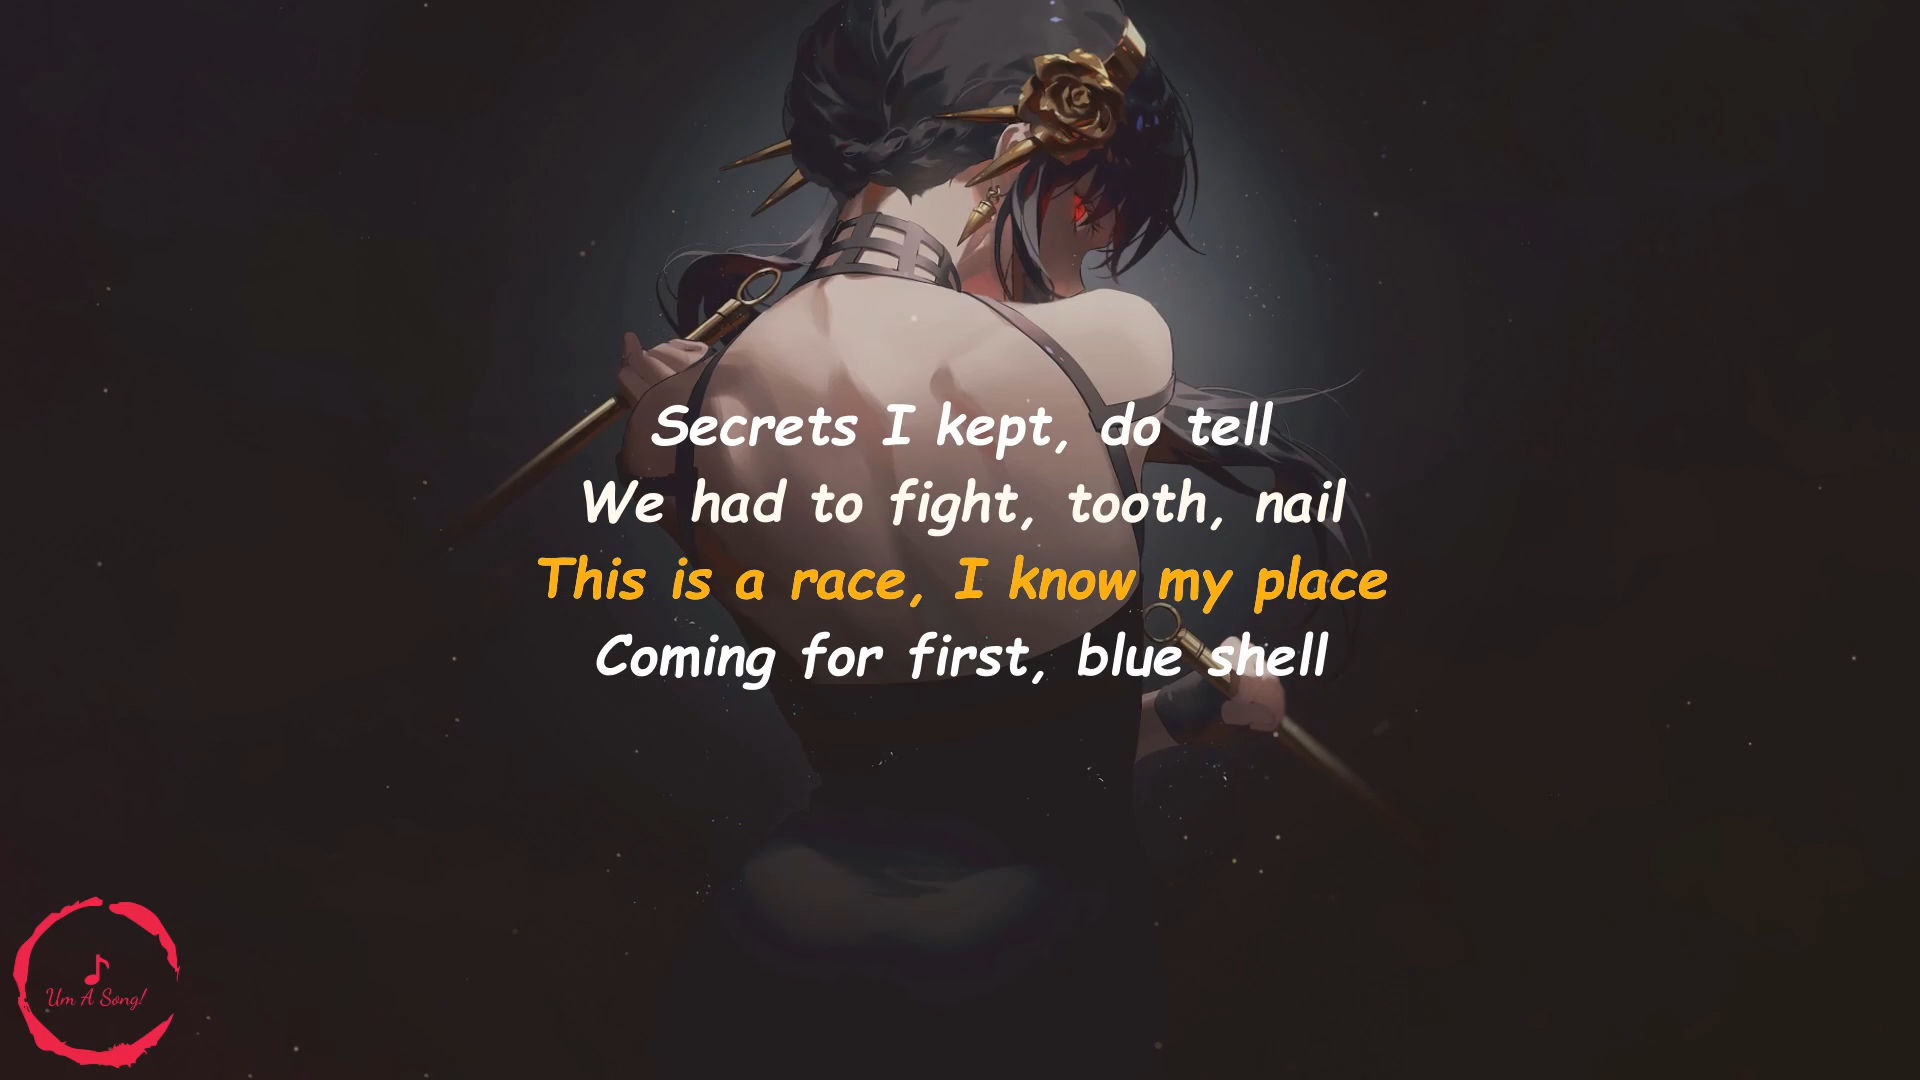 Secrets I kept, do tell
We had to fight, tooth, nail
This is a race, I know my place
Coming for first, blue shell
Um A Song!